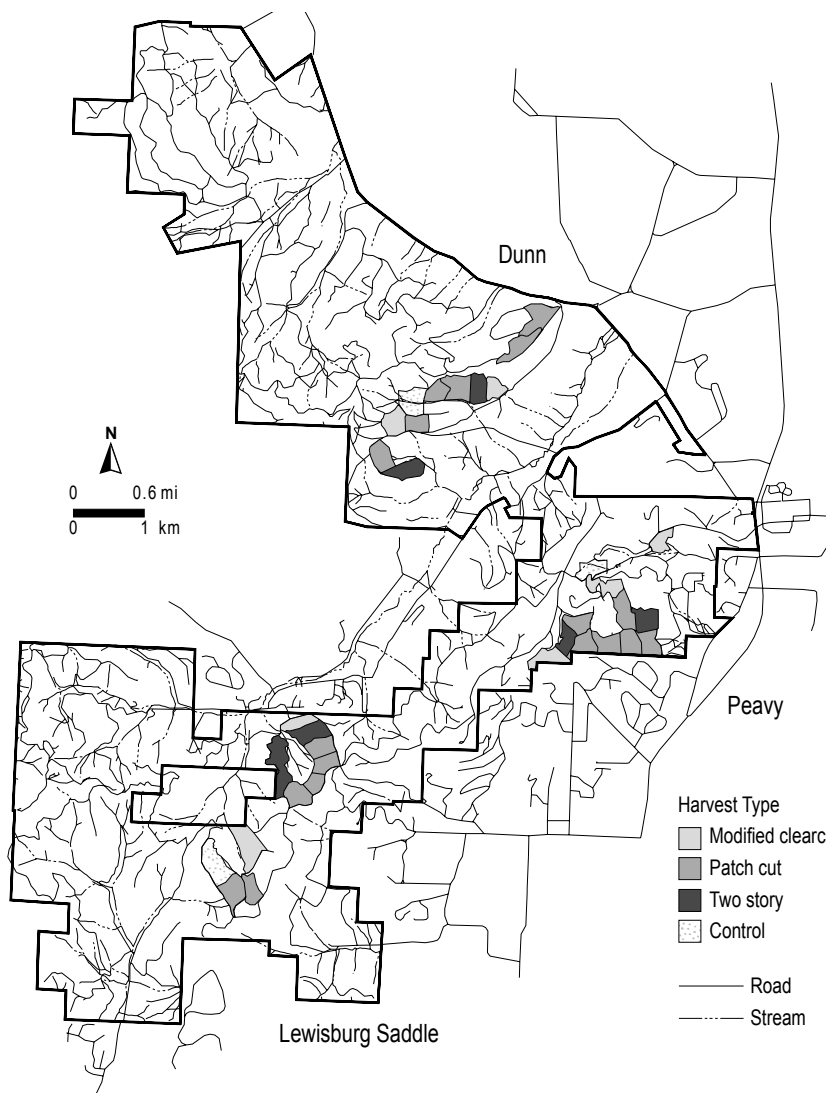 Dunn
N
0 0.6 mi
0 1 km
Peavy
Harvest Type
Modified clearc
Patch cut
Two story
Control
Road
Stream
Lewisburg Saddle